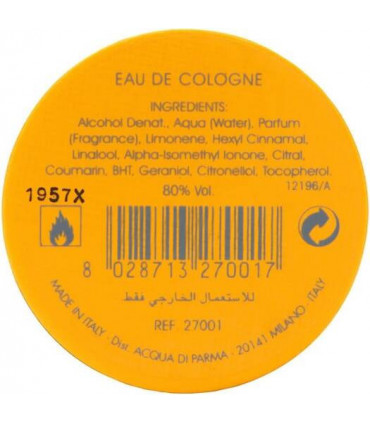 EAU DE COLOGNE
INGREDIENTS:
Alcohol Denat., Aqua (Water), Parfum
(Fragrance), Limonene, Hexyl Cinnamal,
Linalool, Alpha-Isomethyl Ionone, Citral,
Coumarin, BHT, Geraniol, Citronellol, Tocopherol.
12196/A
1957X
80% Vol.
8 028713 270017
للاستعمال الخارجي فقط
REF. 27001
MADE IN ITALY - Dist. ACQUA DI PARMA - 20141 MILANO ITALY